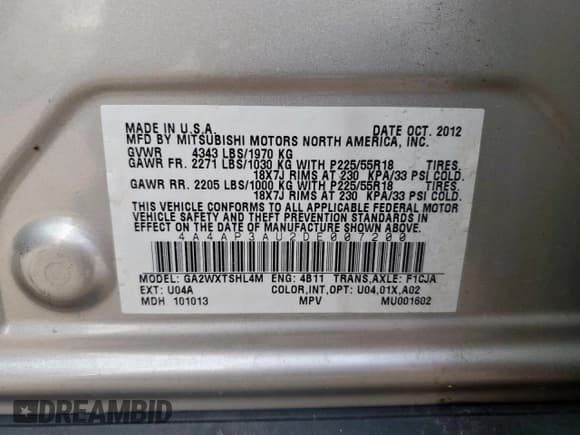 MADE IN U.S.A. DATE OCT. 2012
MFD BY MITSUBISHI MOTORS NORTH AMERICA, INC.
GVWR 4343 LBS/1970 KG
GAWR FR. 2271 LBS/1030 KG WITH P225/55R18 TIRES,
18X7J RIMS AT 230 KPA/33 PSI COLD.
GAWR RR. 2205 LBS/1000 KG WITH P225/55R18 TIRES,
18X7J RIMS AT 230 KPA/33 PSI COLD.
THIS VEHICLE CONFORMS TO ALL APPLICABLE FEDERAL MOTOR
VEHICLE SAFETY AND THEFT PREVENTION STANDARDS IN
EFFECT ON THE DATE OF MANUFACTURE SHOWN ABOVE.
4A4AP3AU2DE007200
MODEL: GA2WXTSHL4M ENG: 4B11 TRANS,AXLE: F1CJA
EXT: U04A COLOR,INT,OPT: U04,01X,A02
MDH 101013 MPV MU001602
DREAMBID